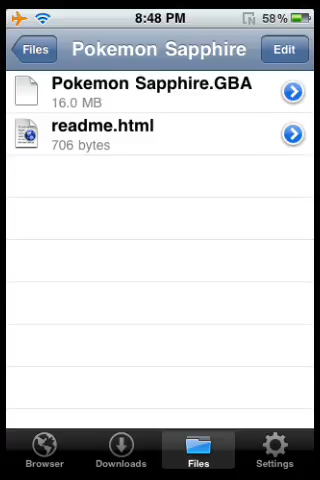 8:48 PM 58%
Files Pokemon Sapphire Edit
Pokemon Sapphire.GBA
16.0 MB
readme.html
706 bytes
Browser Downloads Files Settings